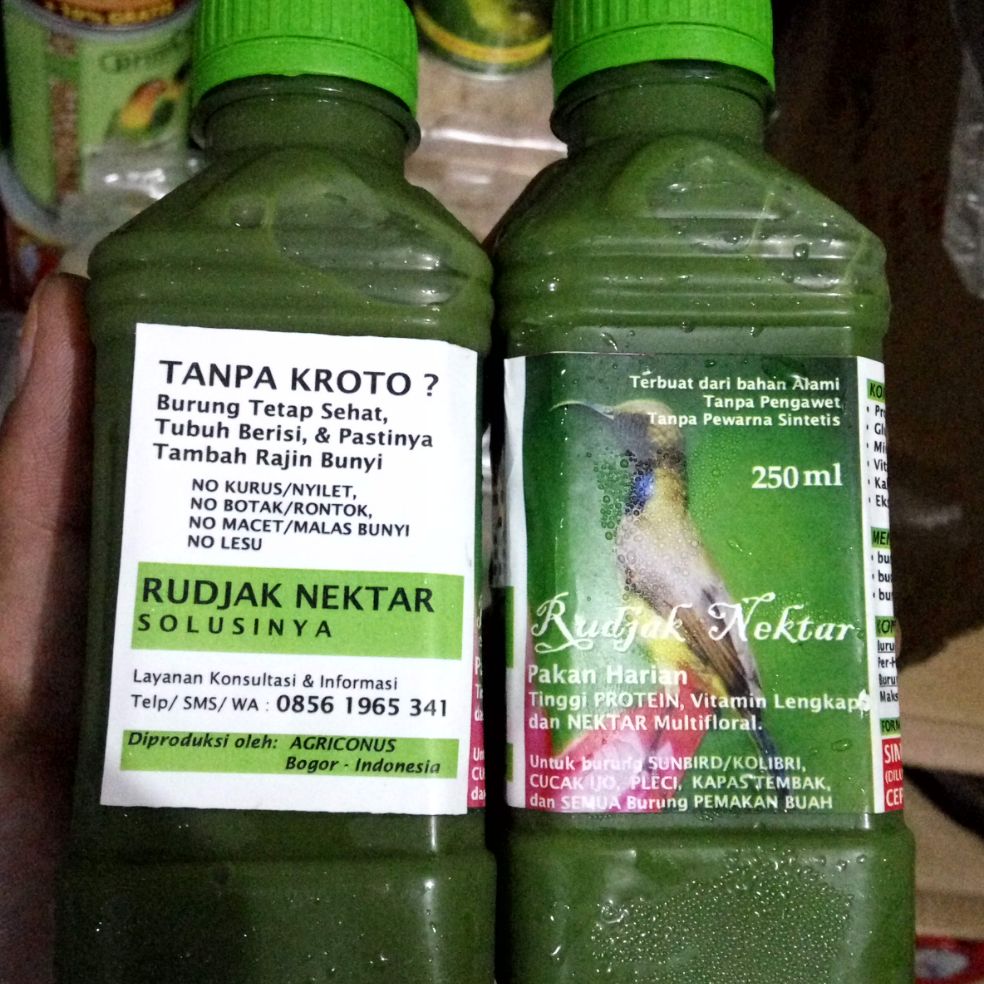 TANPA KROTO ?
Burung Tetap Sehat,
Tubuh Berisi, & Pastinya
Tambah Rajin Bunyi
NO KURUS/NYILET,
NO BOTAK/RONTOK,
NO MACET/MALAS BUNYI
NO LESU
RUDJAK NEKTAR
SOLUSINYA
Layanan Konsultasi & Informasi
Telp/ SMS/ WA : 0856 1965 341
Diproduksi oleh: AGRICONUS
Bogor - Indonesia
Terbuat dari bahan Alami
Tanpa Pengawet
Tanpa Pewarna Sintetis
250 ml
Rudjak Nektar
Pakan Harian
Tinggi PROTEIN, Vitamin Lengkap,
dan NEKTAR Multifloral.
Untuk burung SUNBIRD/KOLIBRI,
CUCAK IJO, PLECI, KAPAS TEMBAK,
dan SEMUA Burung PEMAKAN BUAH